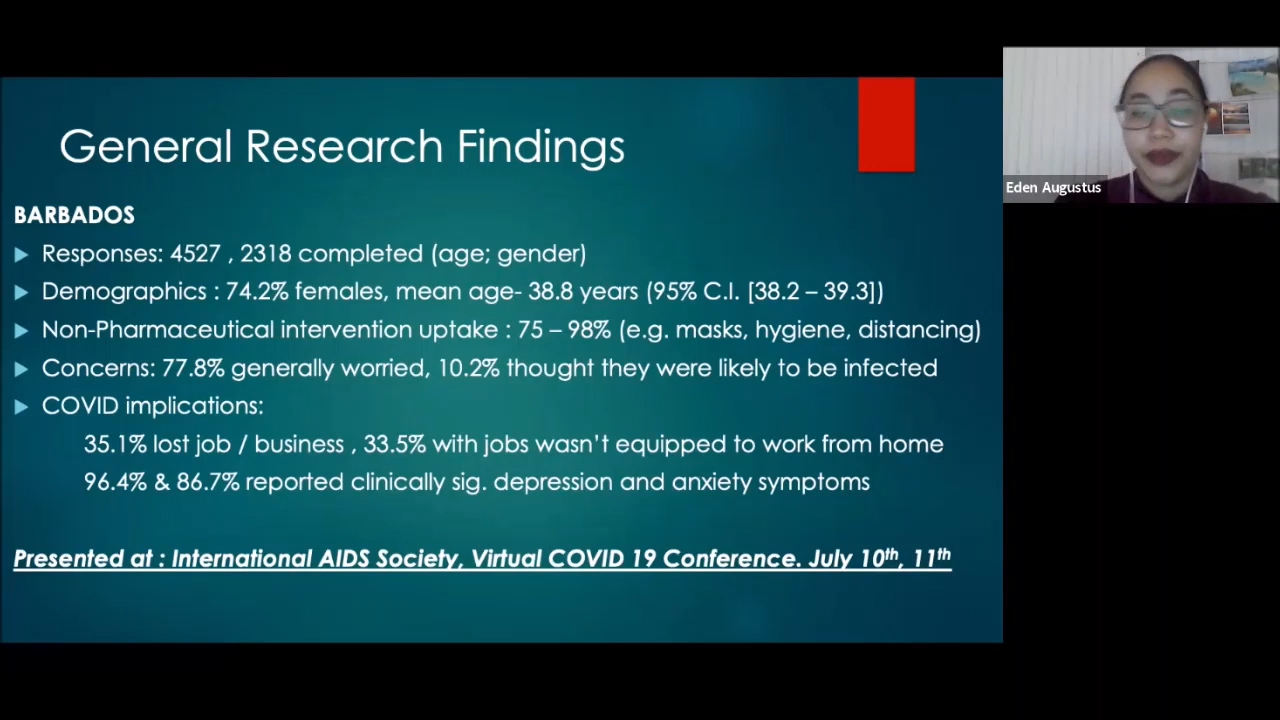 General Research Findings
BARBADOS
Responses: 4527 , 2318 completed (age; gender)
Demographics : 74.2% females, mean age- 38.8 years (95% C.I. [38.2 – 39.3])
Non-Pharmaceutical intervention uptake : 75 – 98% (e.g. masks, hygiene, distancing)
Concerns: 77.8% generally worried, 10.2% thought they were likely to be infected
COVID implications:
35.1% lost job / business , 33.5% with jobs wasn't equipped to work from home
96.4% & 86.7% reported clinically sig. depression and anxiety symptoms
Presented at : International AIDS Society, Virtual COVID 19 Conference. July 10th, 11th
Eden Augustus